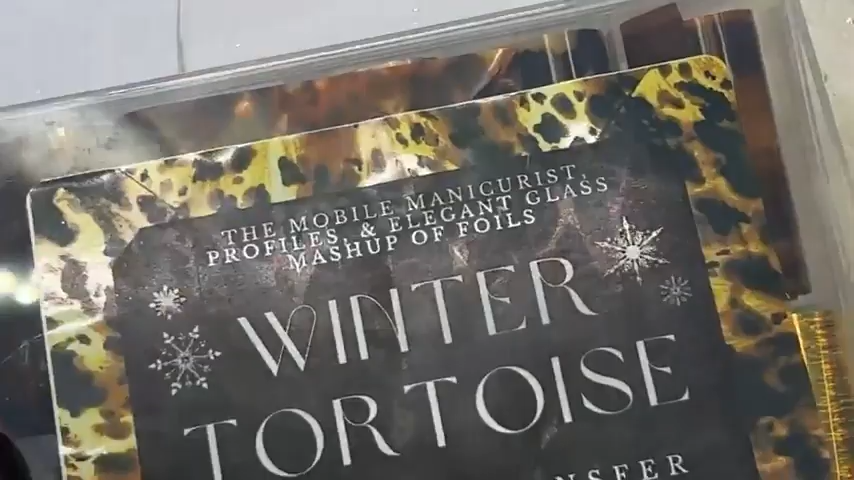 THE MOBILE MANICURIST,
PROFILES, & ELEGANT GLASS
MASHUP OF FOILS
WINTER
TORTOISE